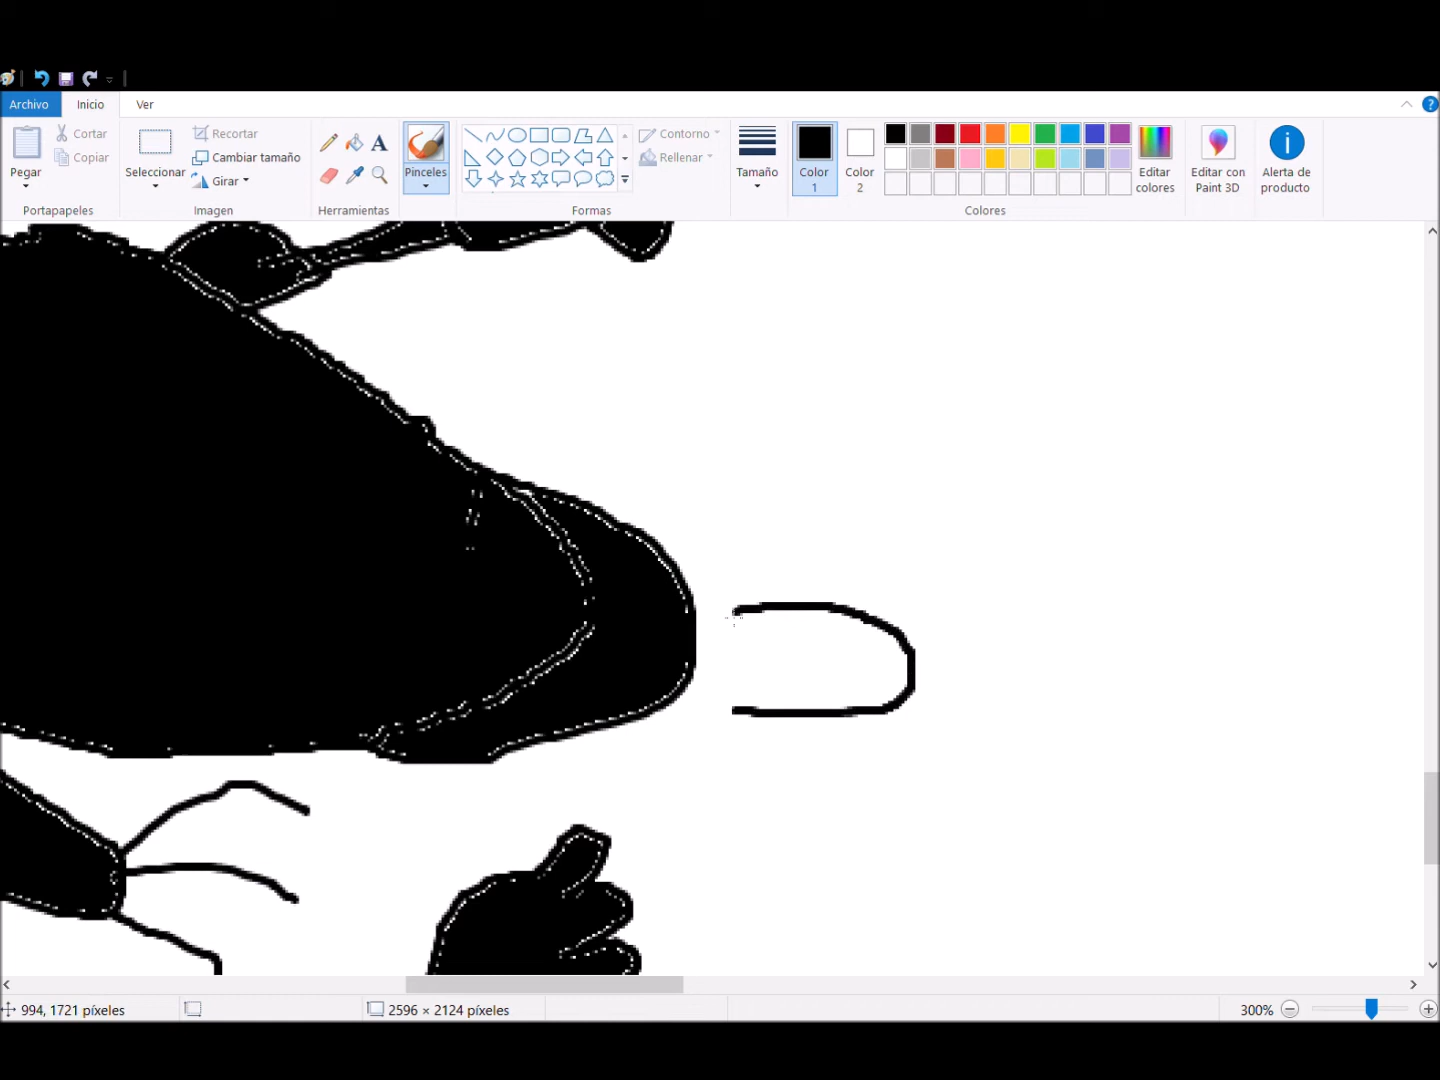 Archivo Inicio Ver
Pegar
Cortar
Copiar
Portapapeles
Seleccionar
Recortar
Cambiar tamaño
Girar
Imagen
A
Herramientas
Pinceles
Contorno
Rellenar
Formas
Tamaño
Color
1
Color
2
Editar
colores
Colores
Editar con
Paint 3D
Alerta de
producto
994, 1721 píxeles
2596 × 2124 píxeles
300%